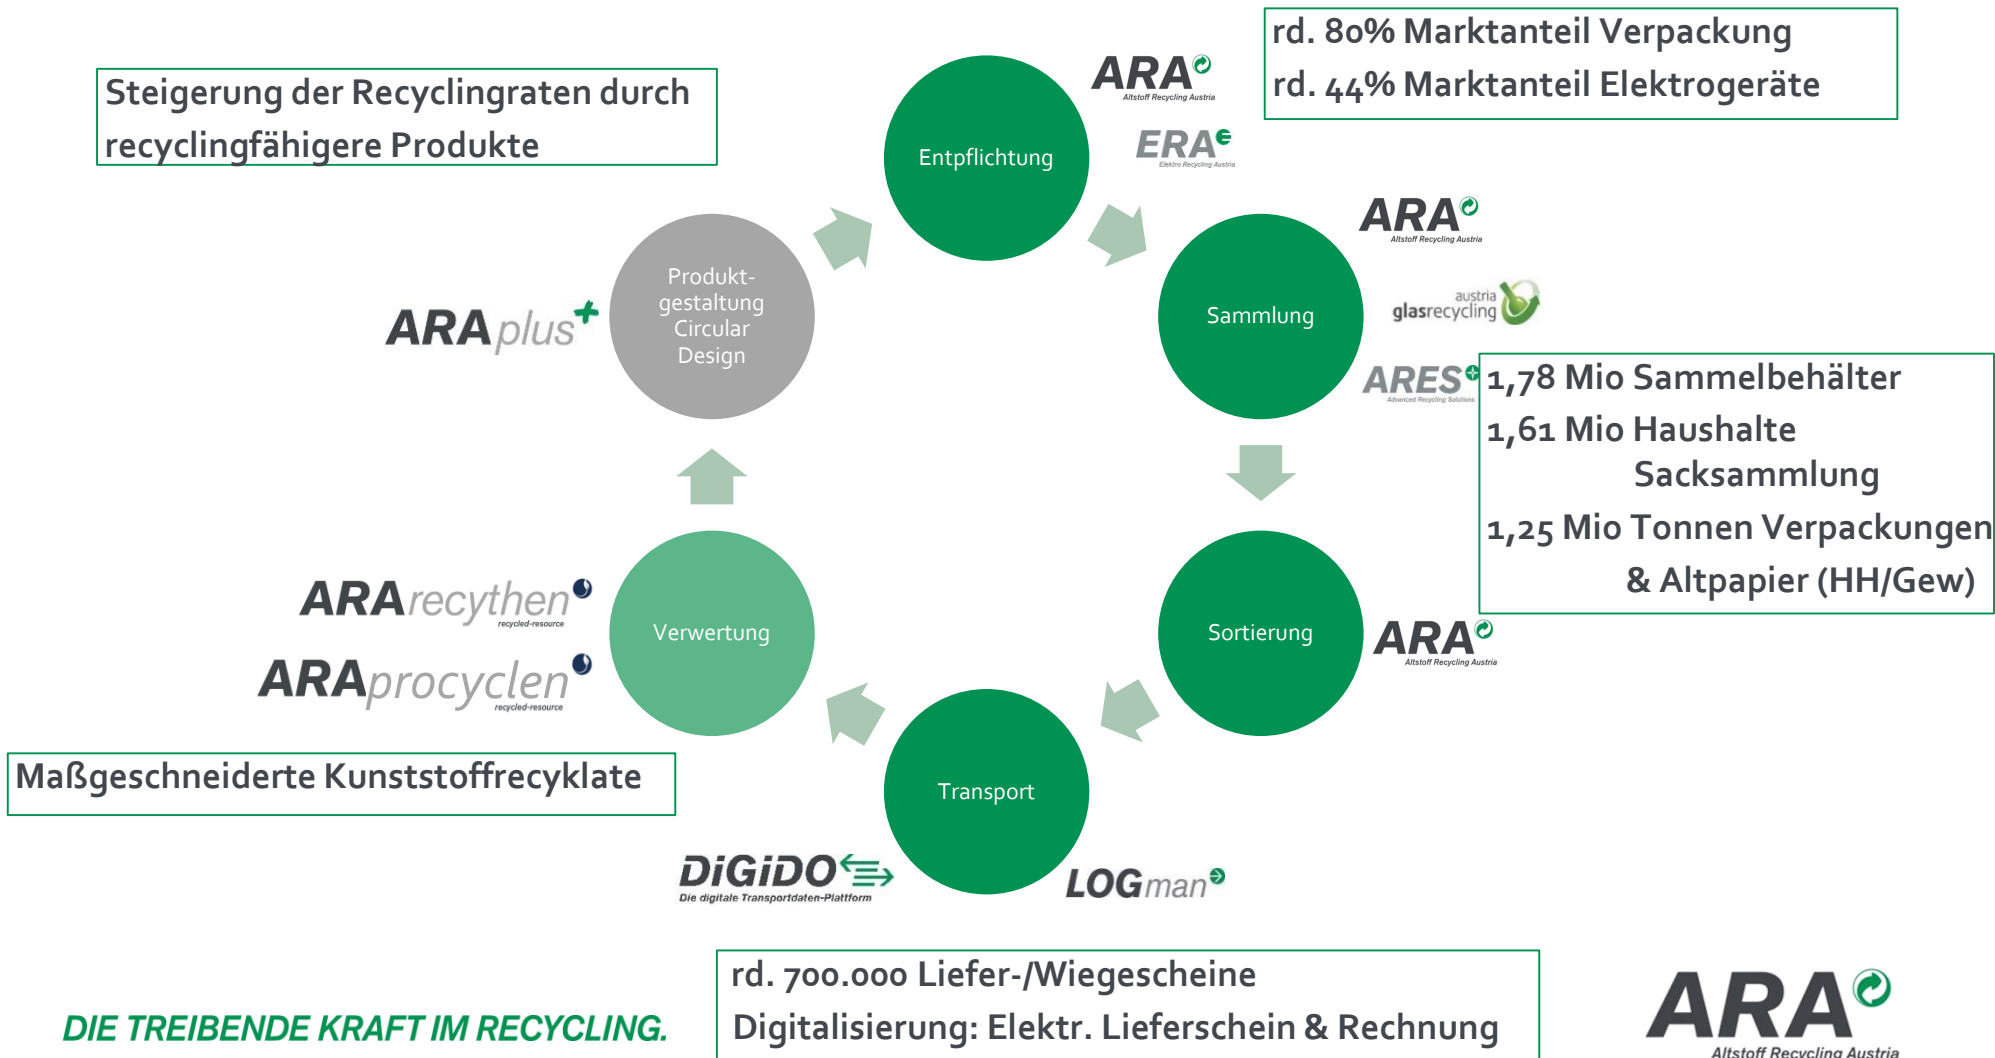 Steigerung der Recyclingraten durch
recyclingfähigere Produkte
Entpflichtung
ARA
Altstoff Recycling Austria
ERA
Elektro Recycling Austria
rd. 80% Marktanteil Verpackung
rd. 44% Marktanteil Elektrogeräte
Sammlung
ARA
Altstoff Recycling Austria
austria
glasrecycling
ARES
Advanced Recycling Solutions
1,78 Mio Sammelbehälter
1,61 Mio Haushalte
Sacksammlung
1,25 Mio Tonnen Verpackungen
& Altpapier (HH/Gew)
Sortierung
ARA
Altstoff Recycling Austria
Transport
LOGman
DiGiDO
Die digitale Transportdaten-Plattform
rd. 700.000 Liefer-/Wiegescheine
Digitalisierung: Elektr. Lieferschein & Rechnung
Verwertung
ARArecythen
recycled-resource
ARAprocyclen
recycled-resource
Maßgeschneiderte Kunststoffrecyklate
Produkt-
gestaltung
Circular
Design
ARAplus
DIE TREIBENDE KRAFT IM RECYCLING.
ARA
Altstoff Recycling Austria